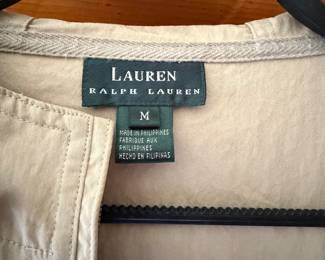 LAUREN
RALPH LAUREN
M
MADE IN PHILIPPINES
FABRIQUE AUX
PHILIPPINES
HECHO EN FILIPINAS